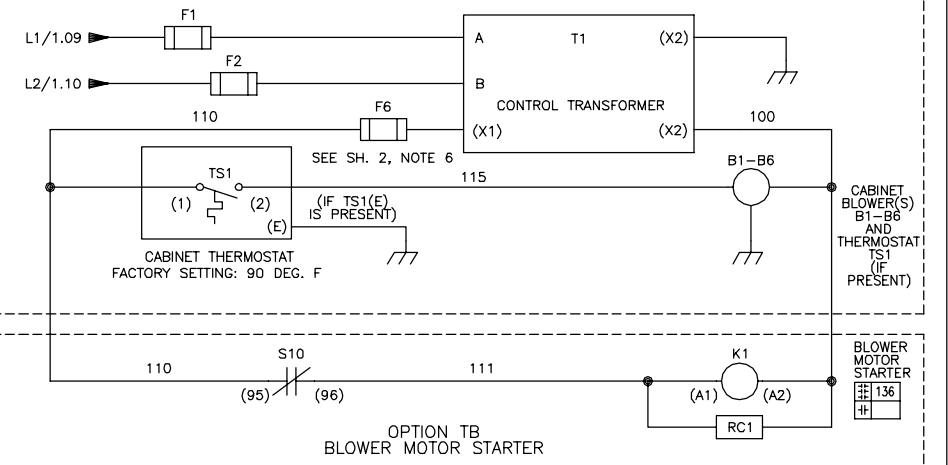 F1
L1/1.09
A
T1
(X2)
F2
L2/1.10
B
CONTROL TRANSFORMER
110
F6
(X1)
(X2)
100
SEE SH. 2, NOTE 6
B1-B6
TS1
115
(1)
(2)
(IF TS1(E)
IS PRESENT)
(E)
CABINET
BLOWER(S)
B1-B6
AND
THERMOSTAT
TS1
(IF
PRESENT)
CABINET THERMOSTAT
FACTORY SETTING: 90 DEG. F
110
S10
(95)
(96)
111
K1
(A1)
(A2)
BLOWER
MOTOR
STARTER
136
RC1
OPTION TB
BLOWER MOTOR STARTER